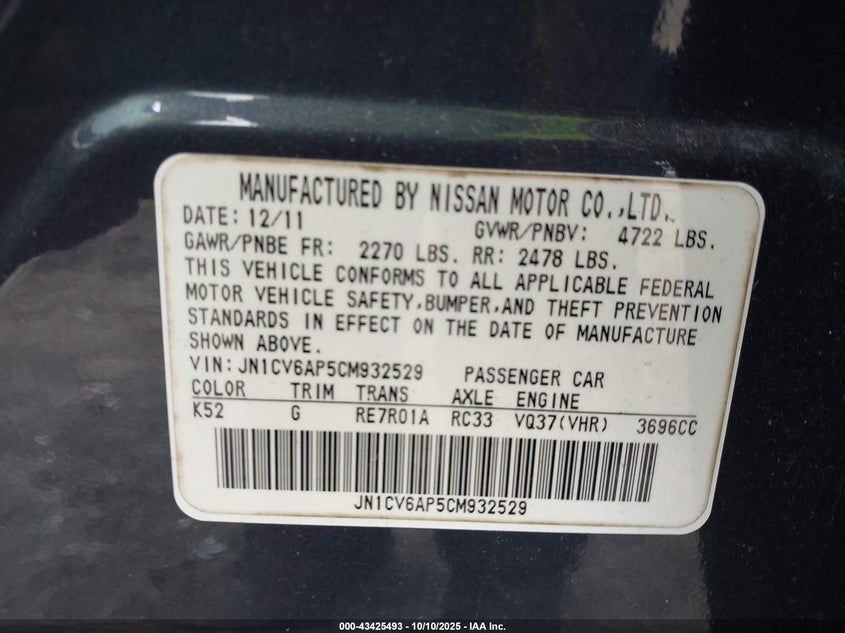 MANUFACTURED BY NISSAN MOTOR CO.,LTD.
DATE: 12/11 GVWR/PNBV: 4722 LBS.
GAWR/PNBE FR: 2270 LBS. RR: 2478 LBS.
THIS VEHICLE CONFORMS TO ALL APPLICABLE FEDERAL
MOTOR VEHICLE SAFETY,BUMPER,AND THEFT PREVENTION
STANDARDS IN EFFECT ON THE DATE OF MANUFACTURE
SHOWN ABOVE.
VIN:JN1CV6AP5CM932529 PASSENGER CAR
COLOR TRIM TRANS AXLE ENGINE
K52 G RE7R01A RC33 VQ37(VHR) 3696CC
JN1CV6AP5CM932529
000-43425493 - 10/10/2025 - IAA Inc.